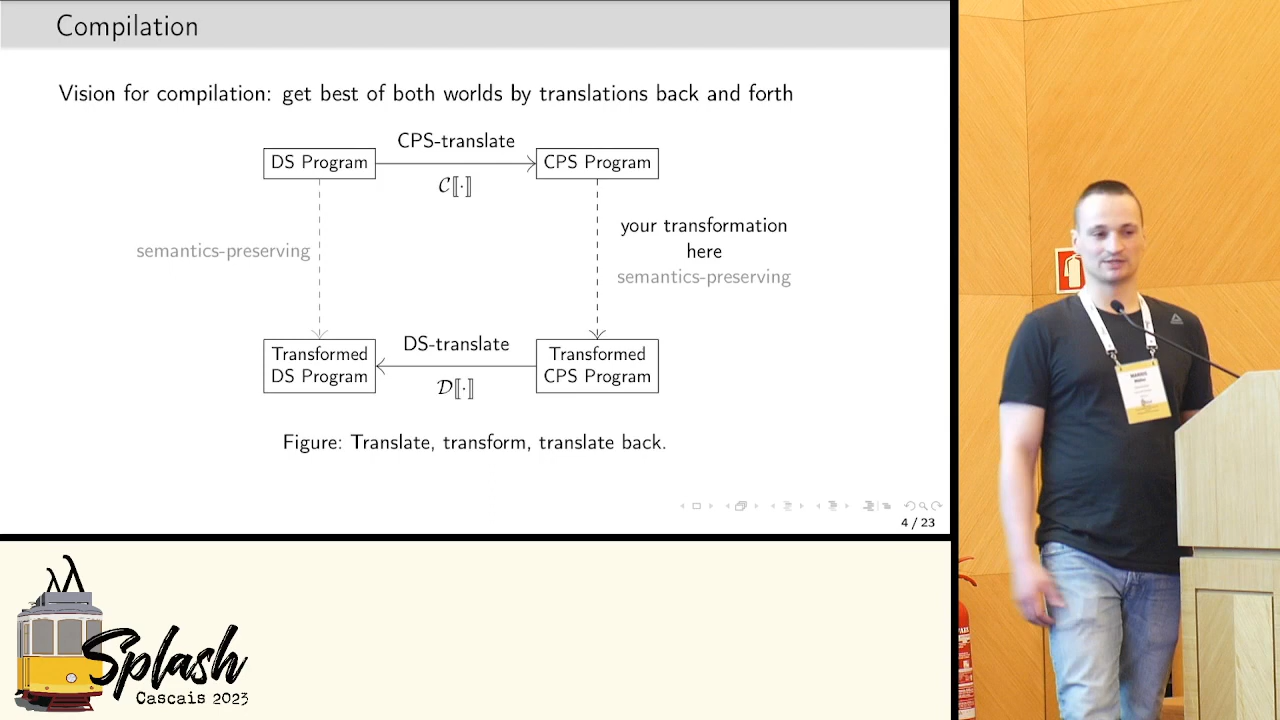 Compilation
Vision for compilation: get best of both worlds by translations back and forth
CPS-translate
DS Program
CPS Program
𝒞⟦·⟧
your transformation
here
semantics-preserving
semantics-preserving
DS-translate
Transformed
DS Program
Transformed
CPS Program
𝒟⟦·⟧
Figure: Translate, transform, translate back.
4 / 23
Splash
Cascais 2023